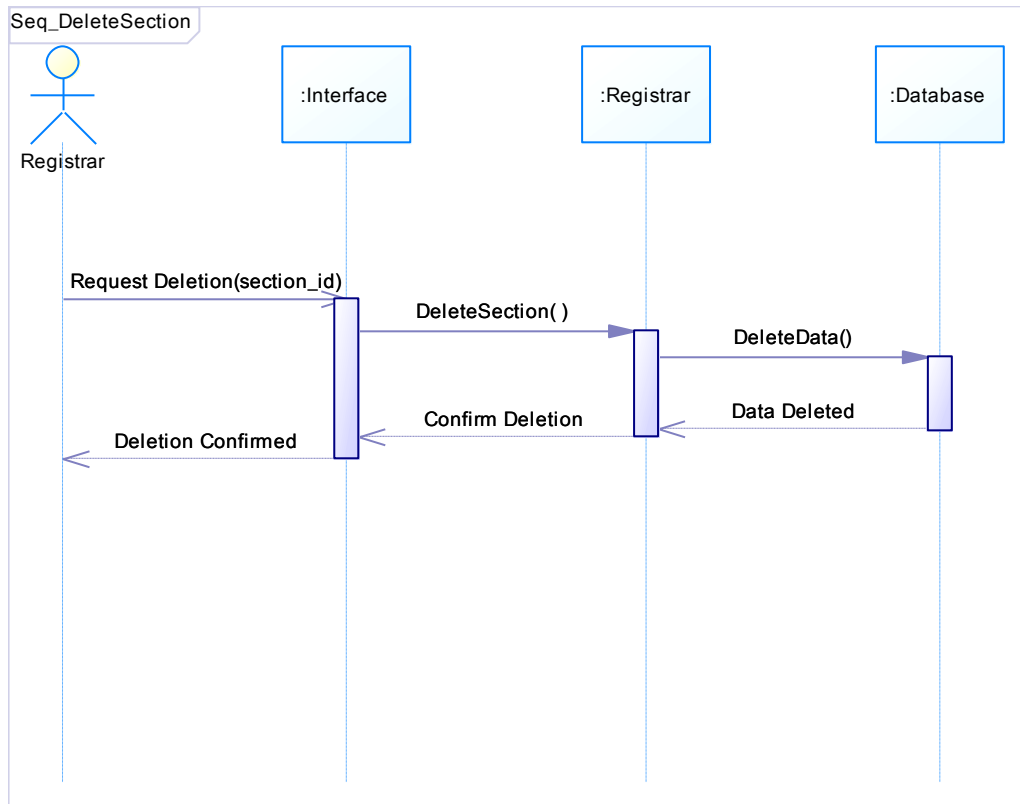 Seq_DeleteSection
:Interface
:Registrar
:Database
Registrar
Request Deletion(section_id)
DeleteSection( )
DeleteData()
Data Deleted
Confirm Deletion
Deletion Confirmed